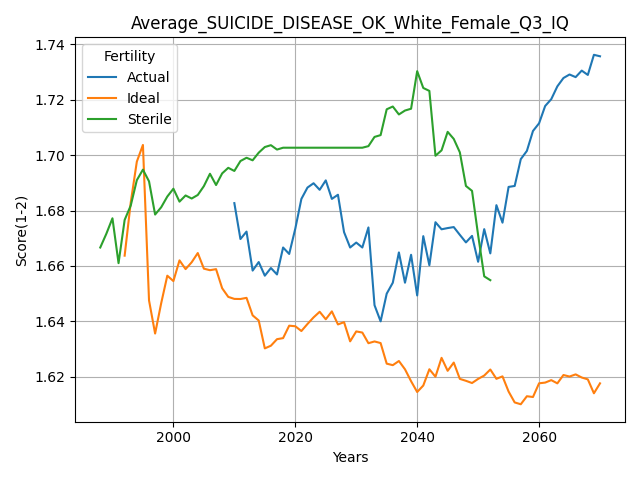 Average_SUICIDE_DISEASE_OK_White_Female_Q3_IQ
Fertility
Actual
Ideal
Sterile
Score(1-2)
1.74
1.72
1.70
1.68
1.66
1.64
1.62
2000
2020
2040
2060
Years